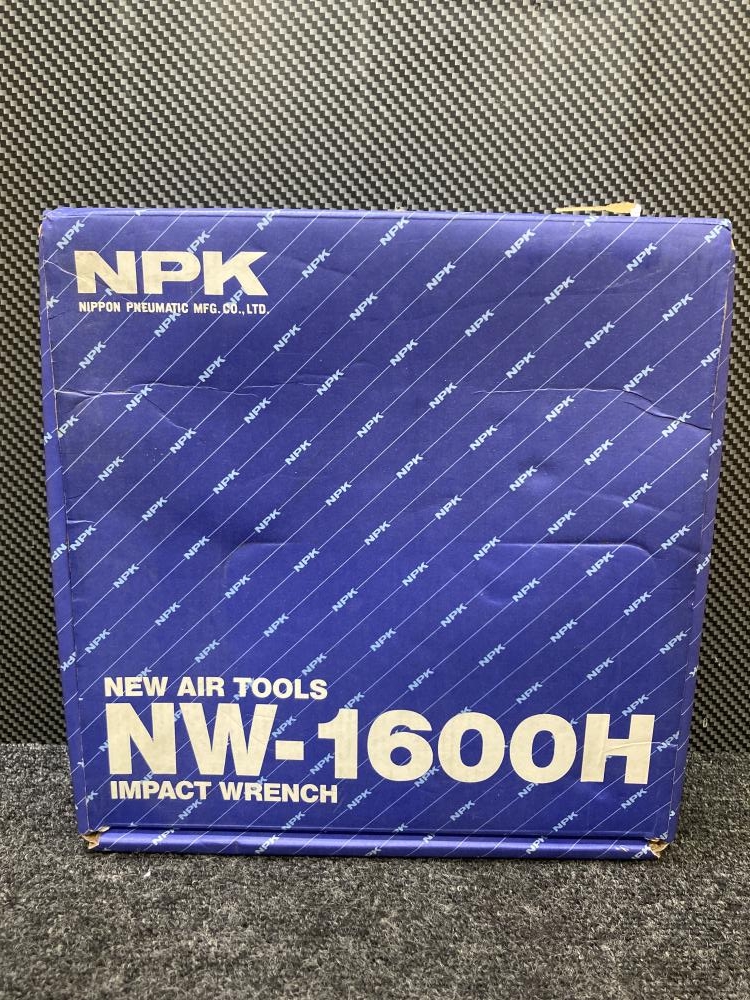 NPK
NIPPON PNEUMATIC MFG. CO., LTD.
NEW AIR TOOLS
NW-1600H
IMPACT WRENCH